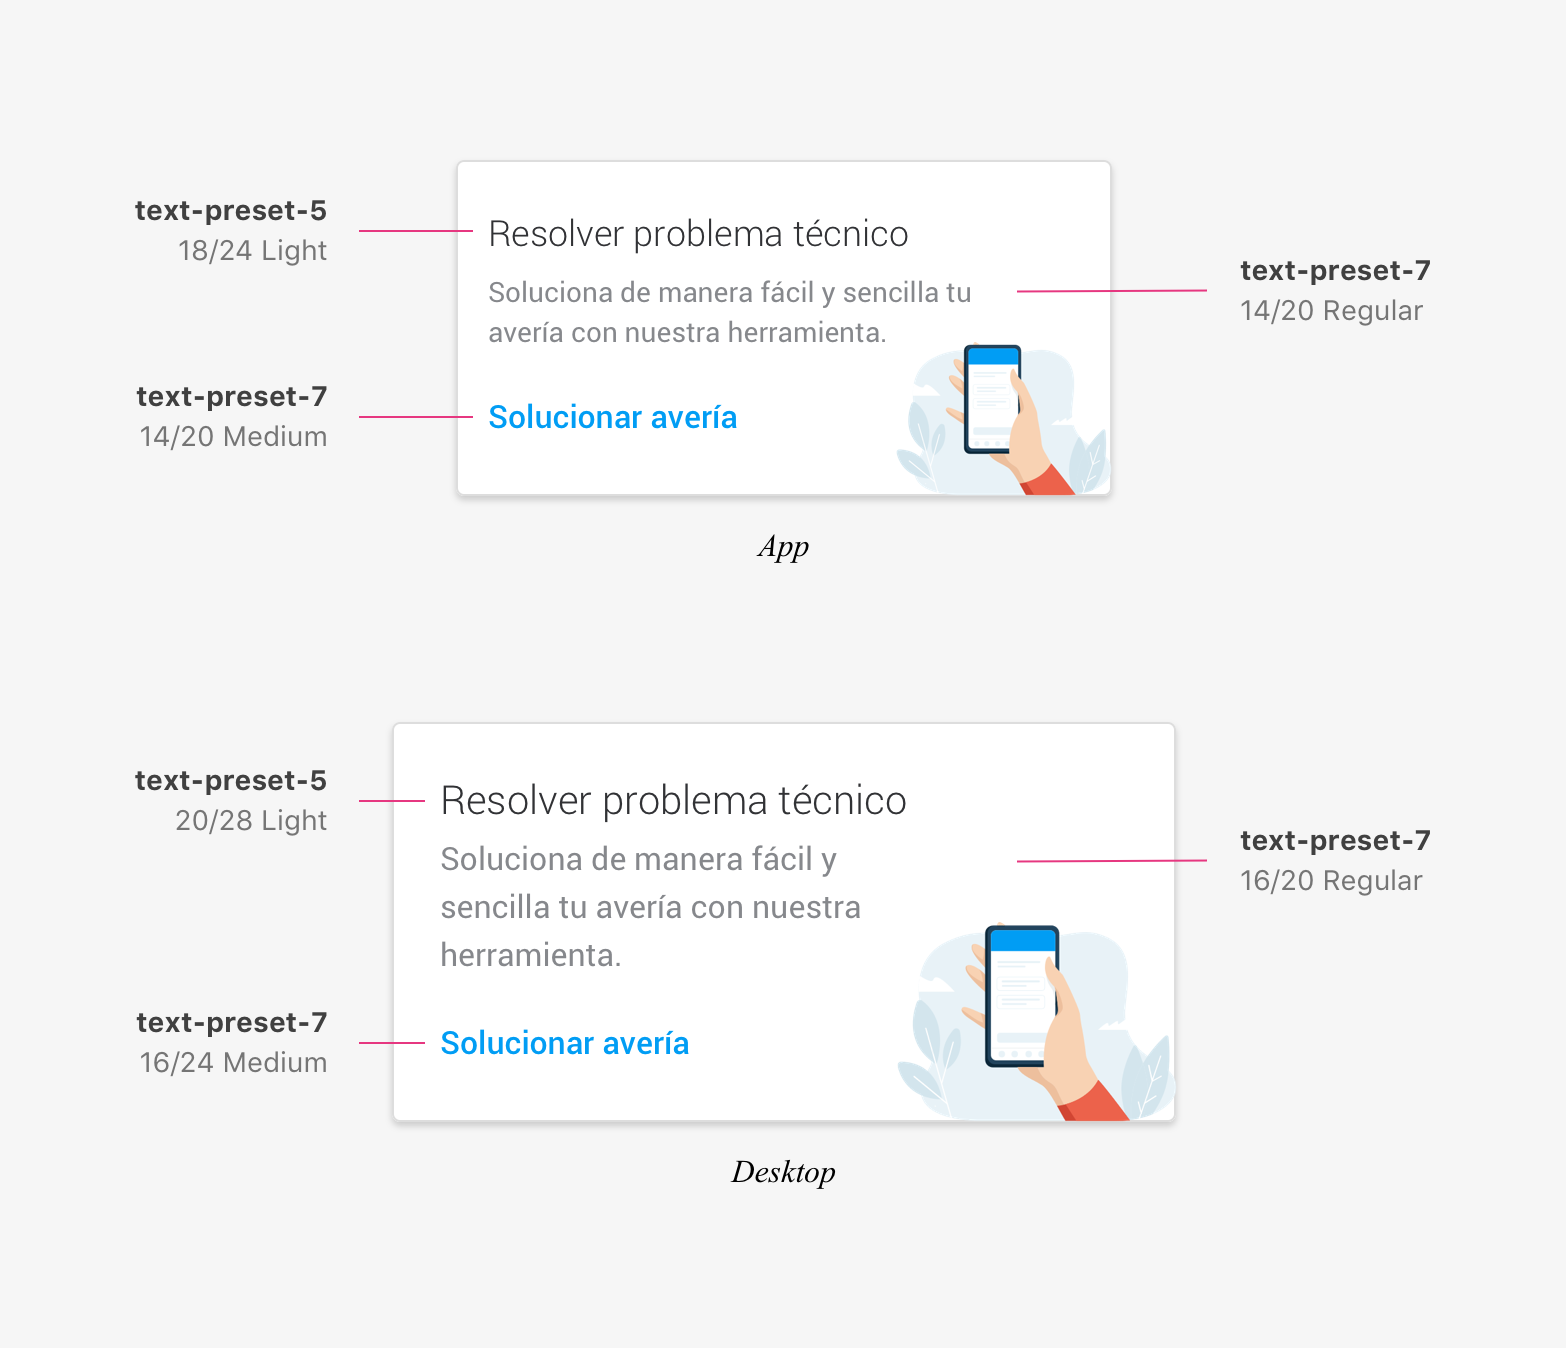 text-preset-5
18/24 Light
Resolver problema técnico
text-preset-7
14/20 Regular
Soluciona de manera fácil y sencilla tu
avería con nuestra herramienta.
text-preset-7
14/20 Medium
Solucionar avería
App
text-preset-5
20/28 Light
Resolver problema técnico
text-preset-7
16/20 Regular
Soluciona de manera fácil y
sencilla tu avería con nuestra
herramienta.
text-preset-7
16/24 Medium
Solucionar avería
Desktop